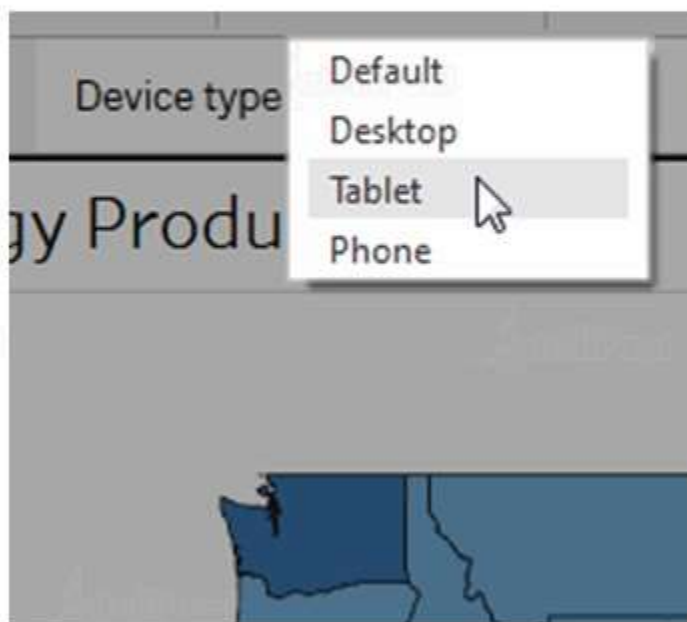 Device type
Default
Desktop
Tablet
gy Produ
Phone